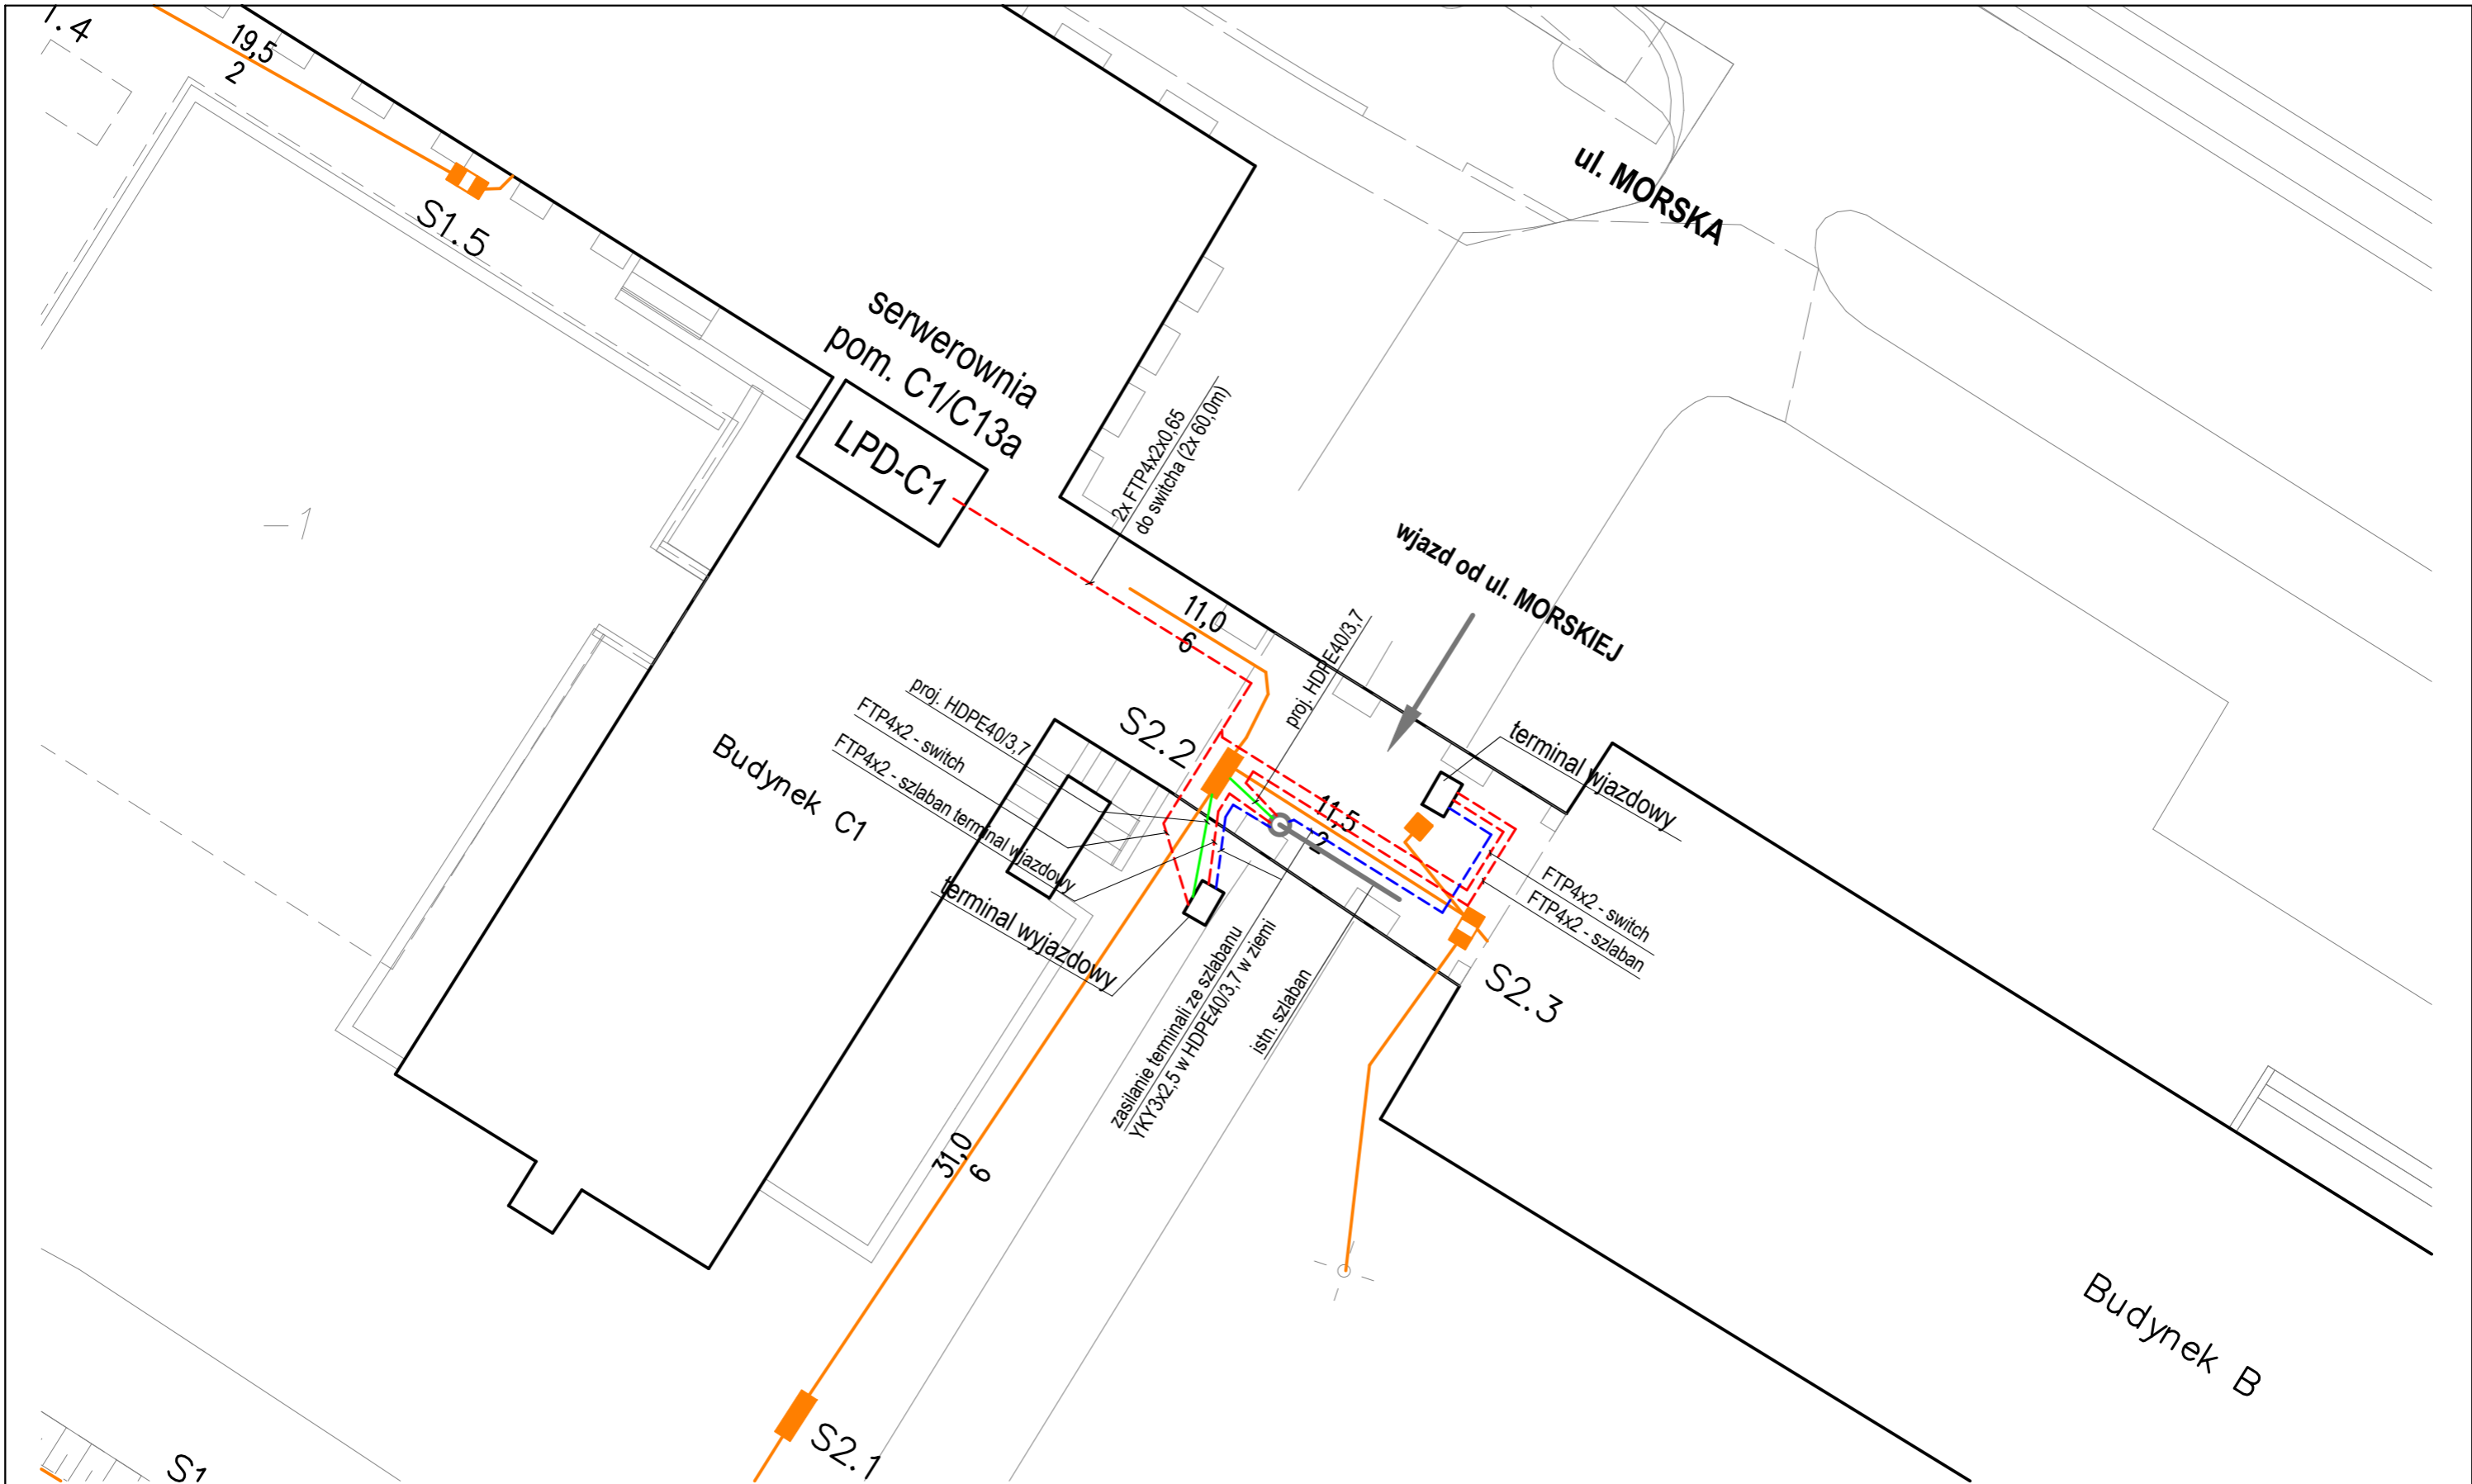 1.4
19,5
2
S1.5
ul. MORSKA
serwerownia
pom. C1/C13a
LPD-C1
2x FTP4x2x0,65
do switcha (2x 60,0m)
-1
wjazd od ul. MORSKIEJ
11,0
6
proj. HDPE40/3,7
proj. HDPE40/3,7
FTP4x2 - switch
FTP4x2 - szlaban terminal wjazdowy
S2.2
Budynek C1
terminal wjazdowy
11,5
2
terminal wyjazdowy
FTP4x2 - switch
FTP4x2 - szlaban
S2.3
zasilanie terminali ze szlabanu
YKY3x2,5 w HDPE40/3,7 w ziemi
istn. szlaban
31,0
6
Budynek B
S2.1
S1